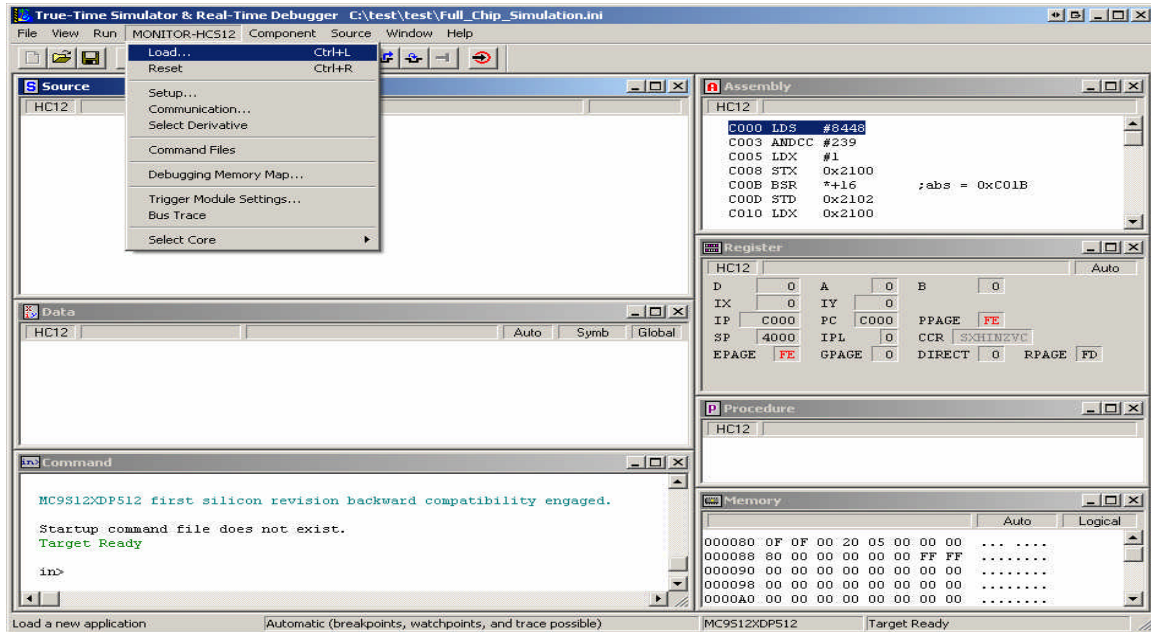 True-Time Simulator & Real-Time Debugger C:\test\test\Full_Chip_Simulation.ini
File View Run MONITOR-HCS12 Component Source Window Help
Load... Ctrl+L
Reset Ctrl+R
Setup...
Communication...
Select Derivative
Command Files
Debugging Memory Map...
Trigger Module Settings...
Bus Trace
Select Core
Source
HC12
Data
HC12 Auto Symb Global
Command
MC9S12XDP512 first silicon revision backward compatibility engaged.
Startup command file does not exist.
Target Ready
in>
Assembly
HC12
C000 LDS #8448
C003 ANDCC #239
C005 LDX #1
C008 STX 0x2100
C00B BSR *+16 ;abs = 0xC01B
C00D STD 0x2102
C010 LDX 0x2100
Register
HC12 Auto
D 0 A 0 B 0
IX 0 IY 0
IP C000 PC C000 PPAGE FE
SP 4000 IPL 0 CCR SXHINZVC
EPAGE FE GPAGE 0 DIRECT 0 RPAGE FD
Procedure
HC12
Memory
Auto Logical
000080 0F 0F 00 20 05 00 00 00 ... ....
000088 80 00 00 00 00 00 FF FF ........
000090 00 00 00 00 00 00 00 00 ........
000098 00 00 00 00 00 00 00 00 ........
0000A0 00 00 00 00 00 00 00 00 ........
Load a new application Automatic (breakpoints, watchpoints, and trace possible) MC9S12XDP512 Target Ready